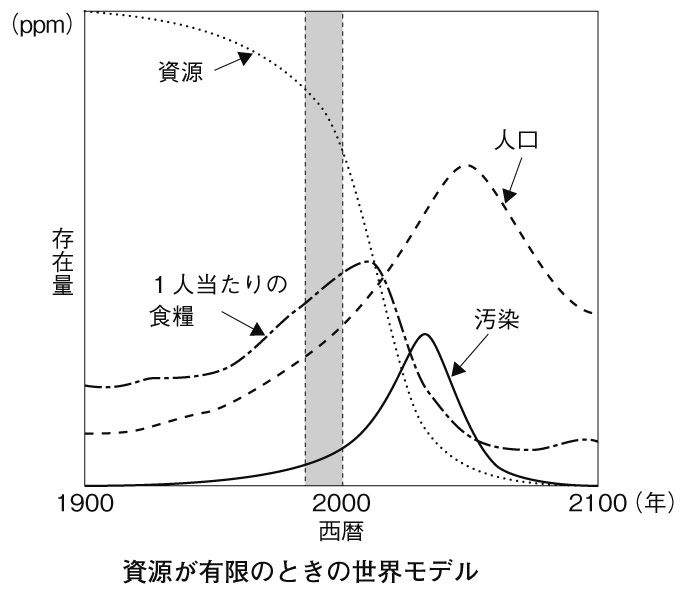 (ppm)
資源
人口
存在量
1人当たりの
食糧
汚染
1900
2000
2100(年)
西暦
資源が有限のときの世界モデル